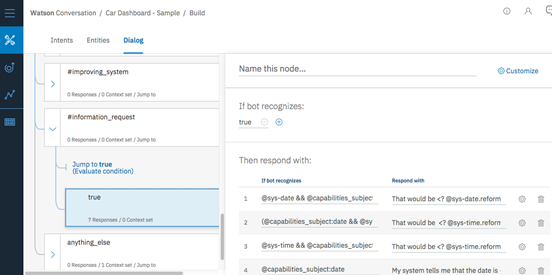 Watson Conversation / Car Dashboard - Sample / Build
Intents Entities Dialog
#improving_system
0 Responses / 0 Context set / Jump to
#information_request
0 Responses / 0 Context set / Jump to
Jump to true
(Evaluate condition)
true
7 Responses / 0 Context set
anything_else
0 Responses / 1 Context set / Jump to
Name this node...
Customize
If bot recognizes:
true
Then respond with:
If bot recognizes Respond with
1 @sys-date && @capabilities_subject That would be <? @sys-date.reform
2 (@capabilities_subject:date && @sy That would be <? @sys-time.reform
3 @sys-time && @capabilities_subject That would be <? @sys-time.reform
4 @capabilities_subject:date My system tells me that the date is